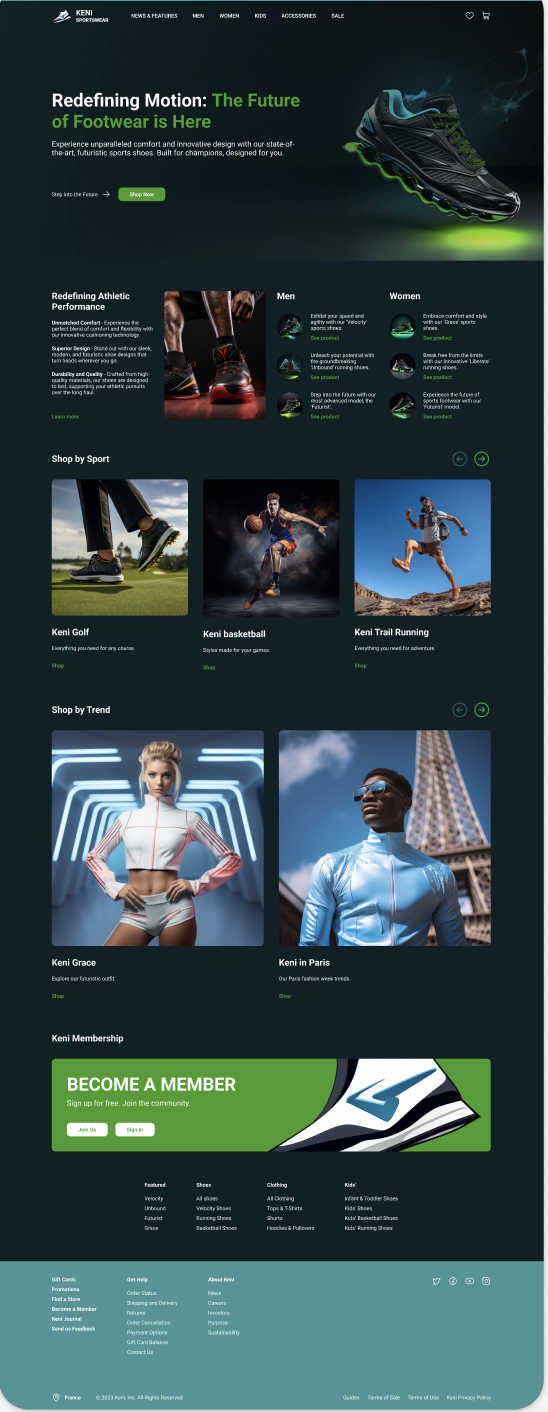 KENI
SPORTSWEAR
NEWS & FEATURES MEN WOMEN KIDS ACCESSORIES SALE
Redefining Motion: The Future
of Footwear is Here
Experience unparalleled comfort and innovative design with our state-of-
the-art, futuristic sports shoes. Built for champions, designed for you.
Step Into the Future
Shop Now
Redefining Athletic
Performance
Unmatched Comfort - Experience the
perfect blend of comfort and flexibility with
our innovative cushioning technology.
Superior Design - Stand out with our sleek,
modern, and futuristic shoe designs that
turn heads wherever you go.
Durability and Quality - Crafted from high-
quality materials, our shoes are designed
to last, supporting your athletic pursuits
over the long haul.
Learn more
Men
Exhibit your speed and
agility with our 'Velocity'
sports shoes.
See product
Unleash your potential with
the groundbreaking
'Unbound' running shoes.
See product
Step into the future with our
most advanced model, the
'Futurist'.
See product
Women
Embrace comfort and style
with our 'Grace' sports
shoes.
See product
Break free from the limits
with our innovative 'Liberate'
running shoes.
See product
Experience the future of
sports footwear with our
'Futurist' model.
See product
Shop by Sport
Keni Golf
Everything you need for any course.
Shop
Keni basketball
Styles made for your games.
Shop
Keni Trail Running
Everything you need for adventure.
Shop
Shop by Trend
Keni Grace
Explore our futuristic outfit.
Shop
Keni in Paris
Our Paris fashion week trends.
Shop
Keni Membership
BECOME A MEMBER
Sign up for free. Join the community.
Join Us
Sign In
Featured
Velocity
Unbound
Futurist
Grace
Shoes
All shoes
Velocity Shoes
Running Shoes
Basketball Shoes
Clothing
All Clothing
Tops & T-Shirts
Shorts
Hoodies & Pullovers
Kids'
Infant & Toddler Shoes
Kids' Shoes
Kids' Basketball Shoes
Kids' Running Shoes
Gift Cards
Promotions
Find a Store
Become a Member
Keni Journal
Send us Feedback
Get Help
Order Status
Shipping and Delivery
Returns
Order Cancellation
Payment Options
Gift Card Balance
Contact Us
About Keni
News
Careers
Investors
Purpose
Sustainability
France
© 2023 Keni, Inc. All Rights Reserved
Guides Terms of Sale Terms of Use Keni Privacy Policy